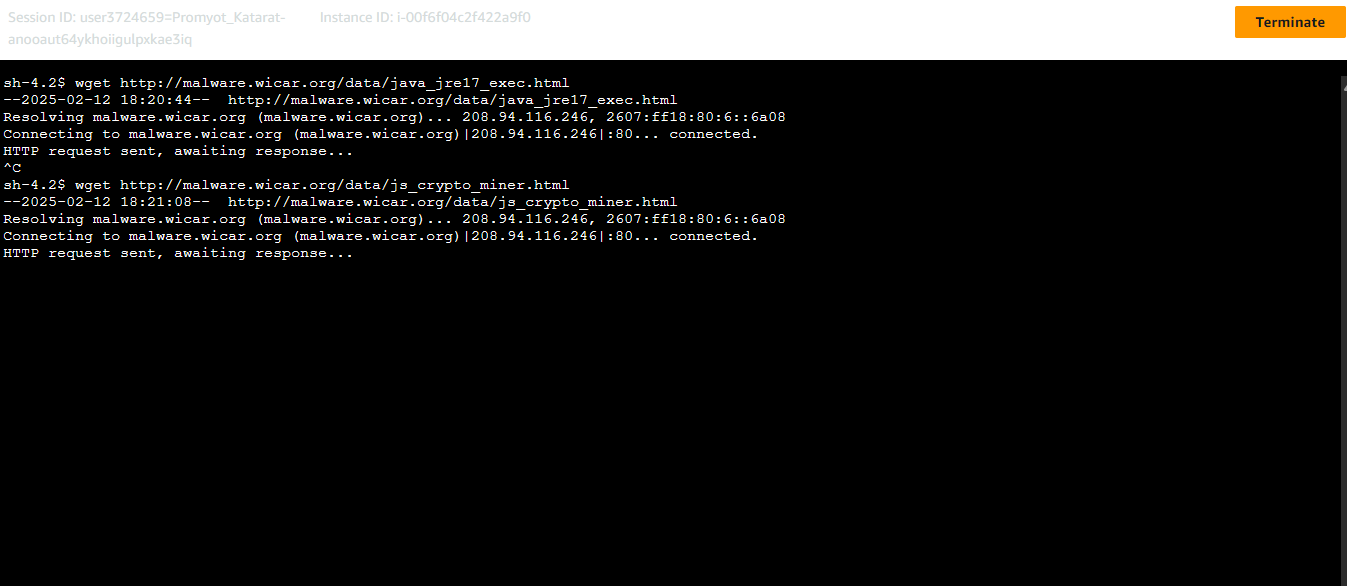 Session ID: user3724659=Promyot_Katarat-
anooaut64ykhoiigulpxkae3iq
Instance ID: i-00f6f04c2f422a9f0
Terminate
sh-4.2$ wget http://malware.wicar.org/data/java_jre17_exec.html
--2025-02-12 18:20:44--  http://malware.wicar.org/data/java_jre17_exec.html
Resolving malware.wicar.org (malware.wicar.org)... 208.94.116.246, 2607:ff18:80:6::6a08
Connecting to malware.wicar.org (malware.wicar.org)|208.94.116.246|:80... connected.
HTTP request sent, awaiting response...
^C
sh-4.2$ wget http://malware.wicar.org/data/js_crypto_miner.html
--2025-02-12 18:21:08--  http://malware.wicar.org/data/js_crypto_miner.html
Resolving malware.wicar.org (malware.wicar.org)... 208.94.116.246, 2607:ff18:80:6::6a08
Connecting to malware.wicar.org (malware.wicar.org)|208.94.116.246|:80... connected.
HTTP request sent, awaiting response...